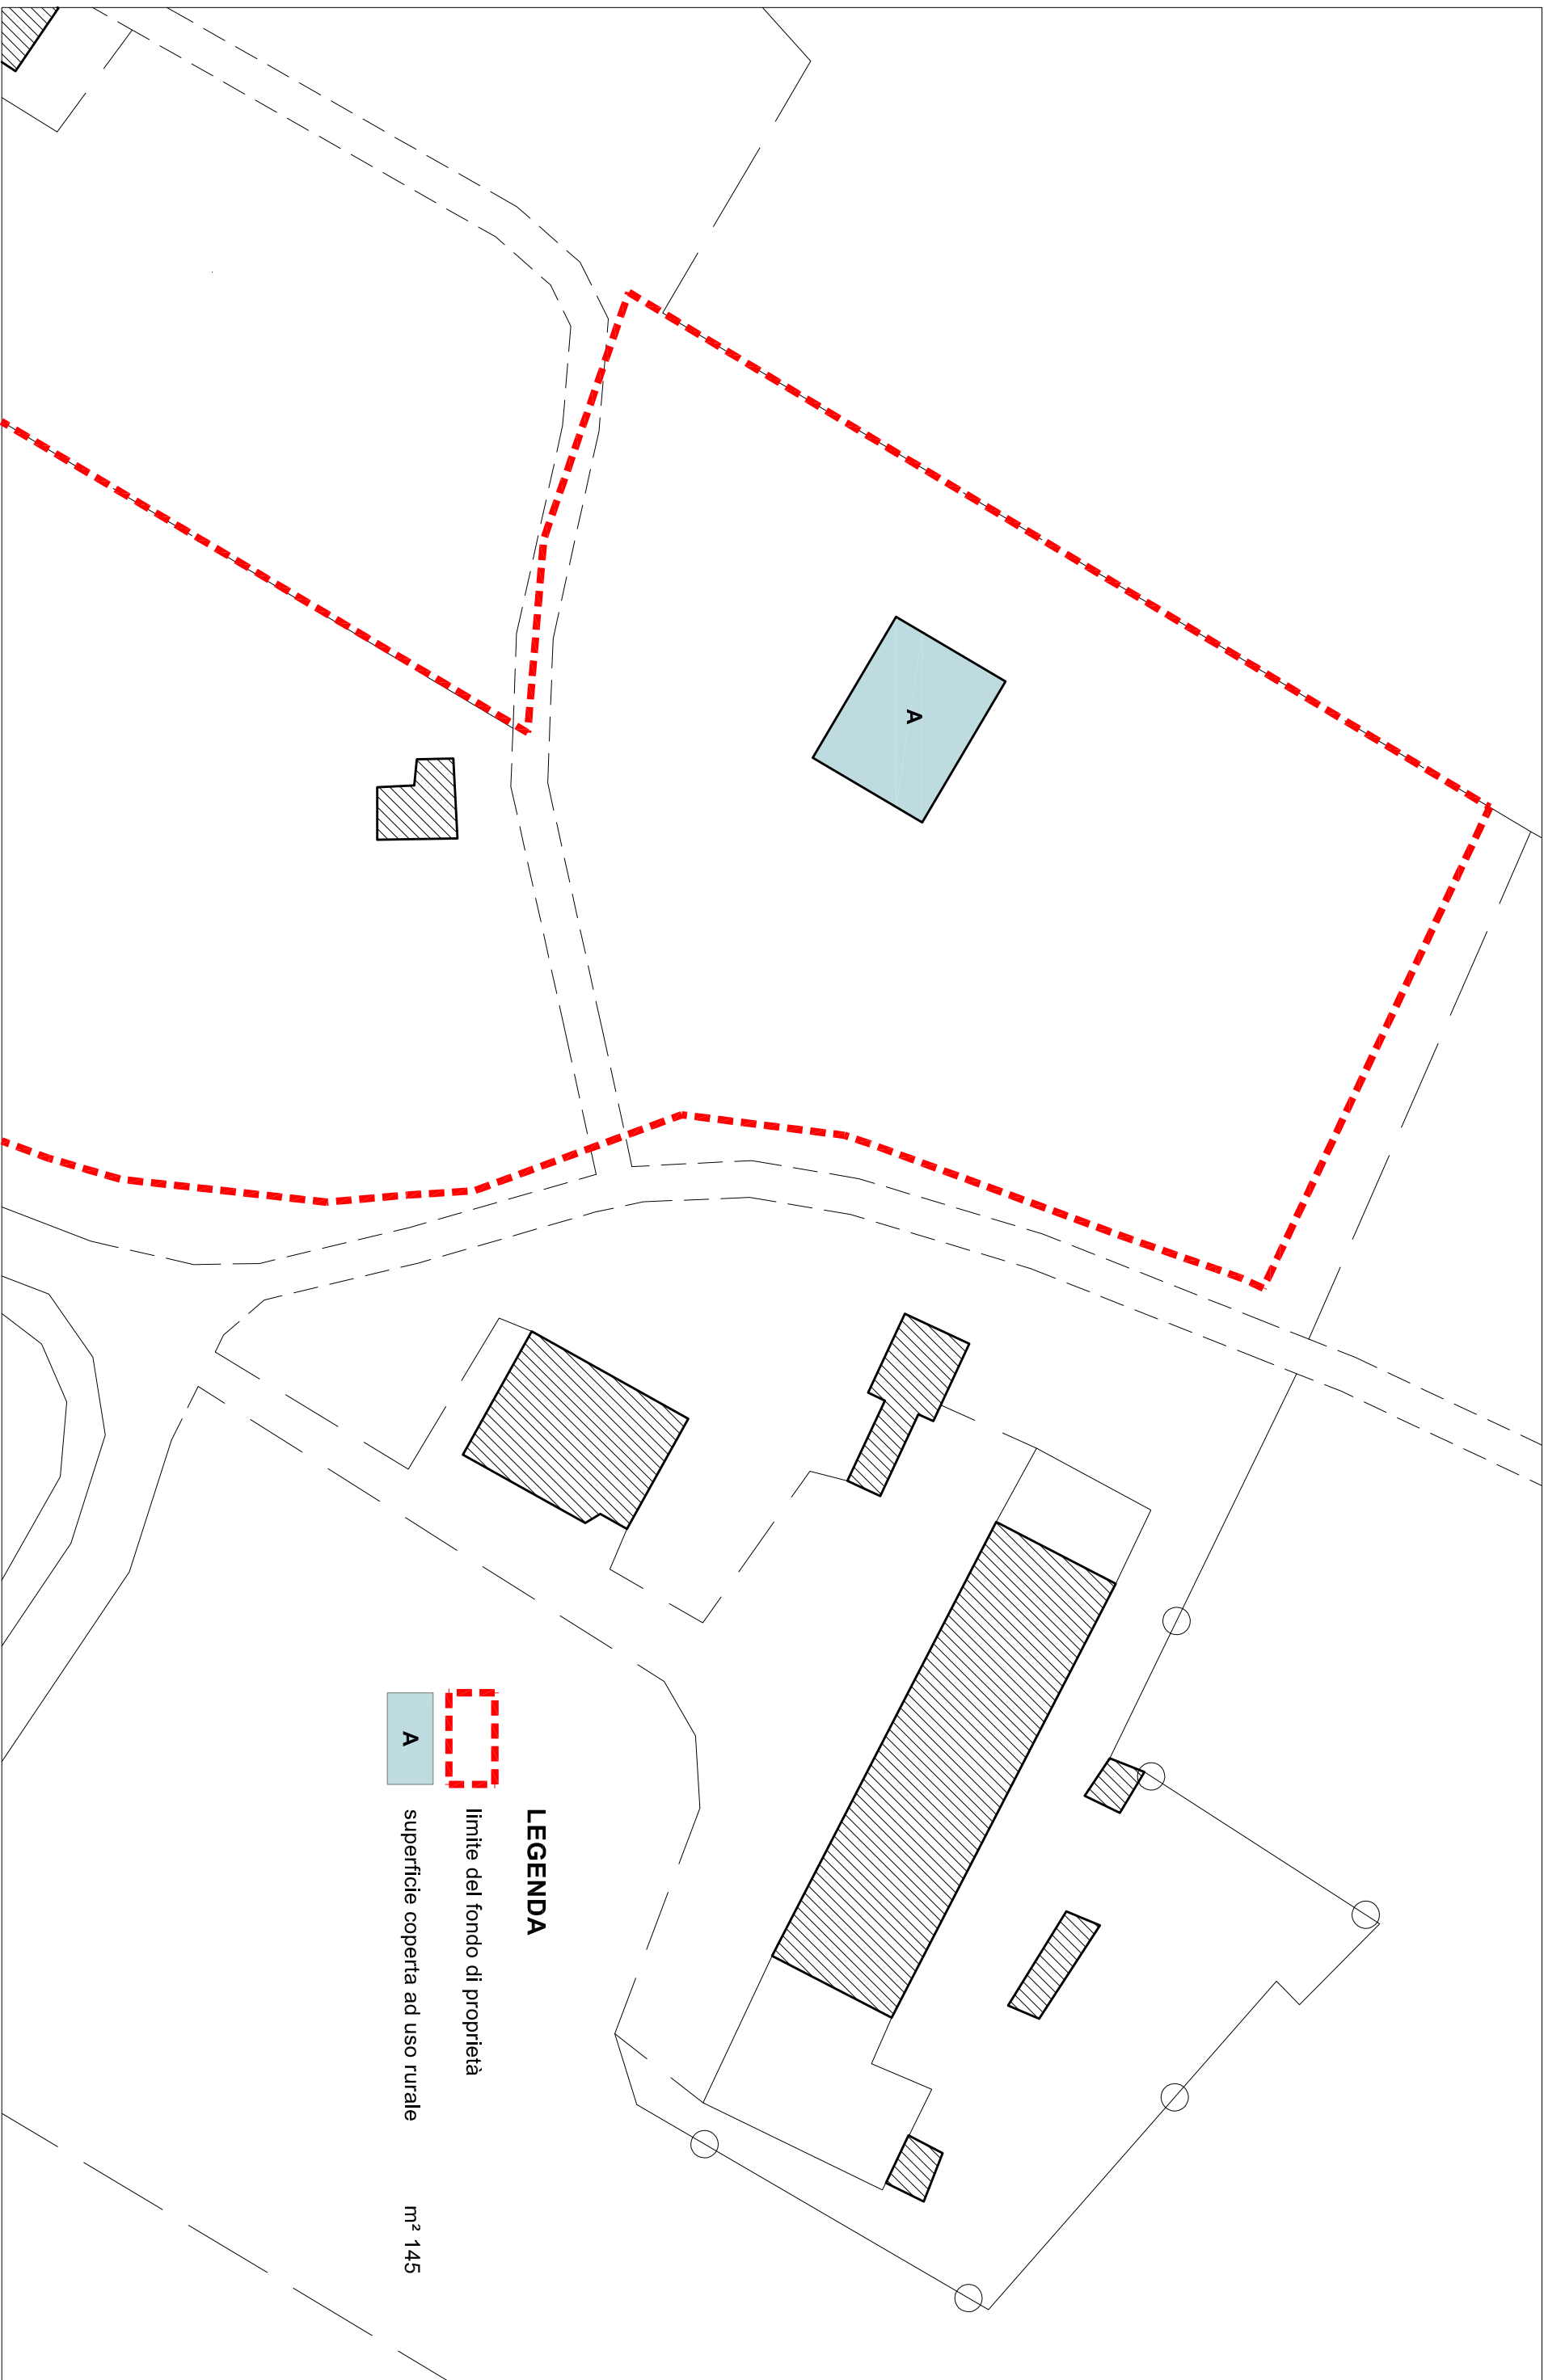 A
LEGENDA
limite del fondo di proprietà
A superficie coperta ad uso rurale m² 145